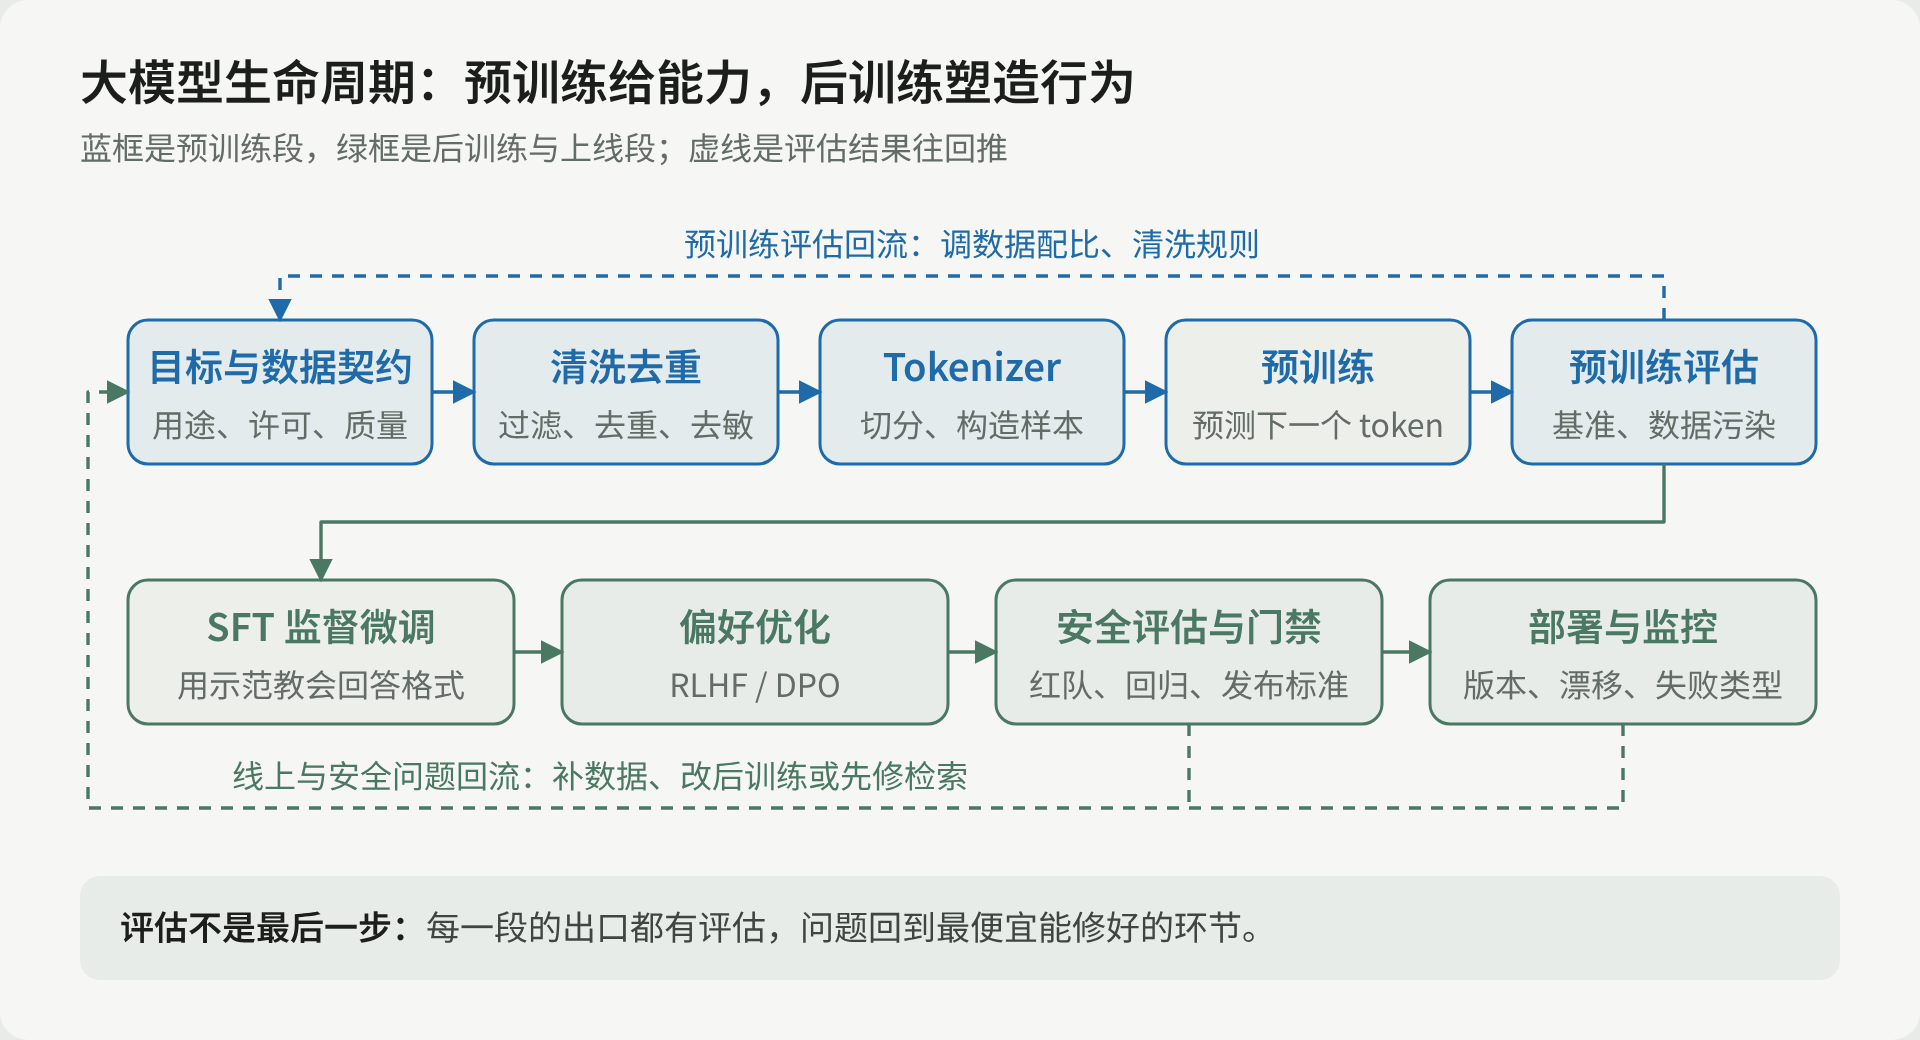 大模型生命周期：预训练给能力，后训练塑造行为
蓝框是预训练段，绿框是后训练与上线段；虚线是评估结果往回推
预训练评估回流：调数据配比、清洗规则
目标与数据契约
用途、许可、质量
清洗去重
过滤、去重、去敏
Tokenizer
切分、构造样本
预训练
预测下一个 token
预训练评估
基准、数据污染
SFT 监督微调
用示范教会回答格式
偏好优化
RLHF / DPO
安全评估与门禁
红队、回归、发布标准
部署与监控
版本、漂移、失败类型
线上与安全问题回流：补数据、改后训练或先修检索
评估不是最后一步：每一段的出口都有评估，问题回到最便宜能修好的环节。